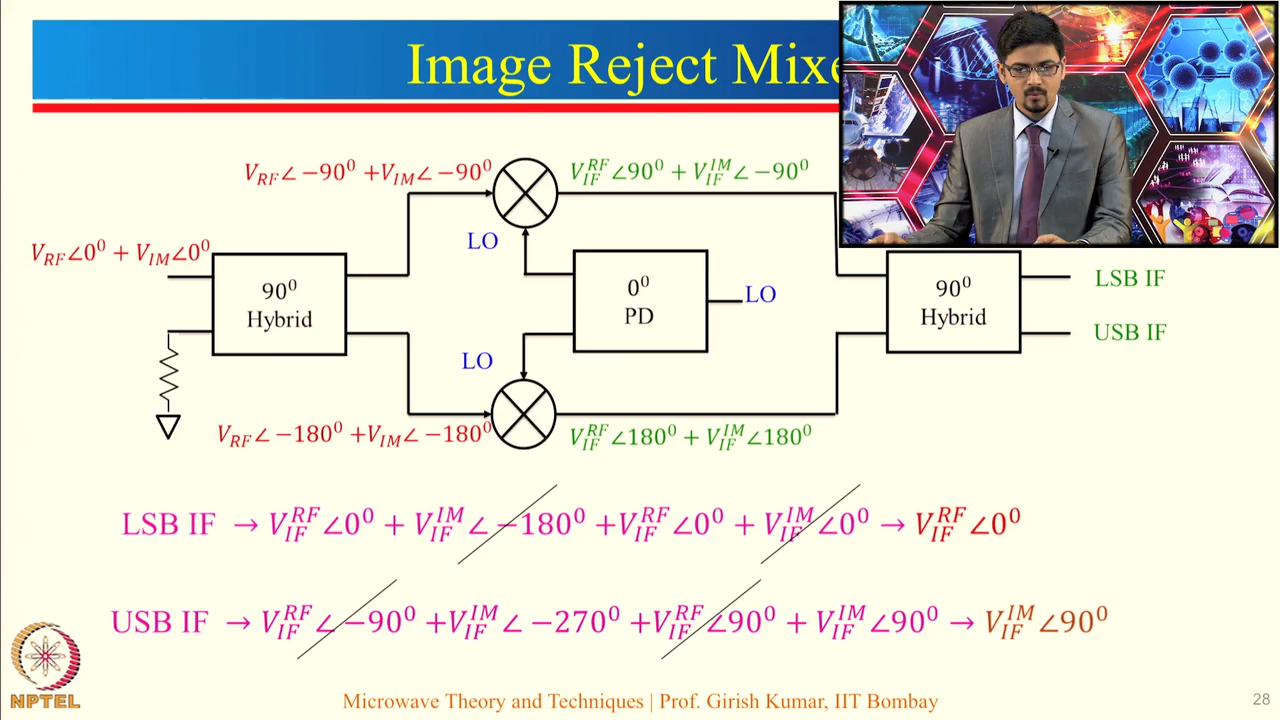 Image Reject Mixe
V_RF∠−90⁰ +V_IM∠−90⁰
V_IF^RF∠90⁰ + V_IF^IM∠−90⁰
V_RF∠0⁰ + V_IM∠0⁰
LO
90⁰
Hybrid
0⁰
PD
LO
90⁰
Hybrid
LSB IF
USB IF
LO
V_RF∠−180⁰ +V_IM∠−180⁰
V_IF^RF∠180⁰ + V_IF^IM∠180⁰
LSB IF → V_IF^RF∠0⁰ + V_IF^IM∠−180⁰ +V_IF^RF∠0⁰ + V_IF^IM∠0⁰ → V_IF^RF∠0⁰
USB IF → V_IF^RF∠−90⁰ +V_IF^IM∠−270⁰ +V_IF^RF∠90⁰ + V_IF^IM∠90⁰ → V_IF^IM∠90⁰
NPTEL
Microwave Theory and Techniques | Prof. Girish Kumar, IIT Bombay
28